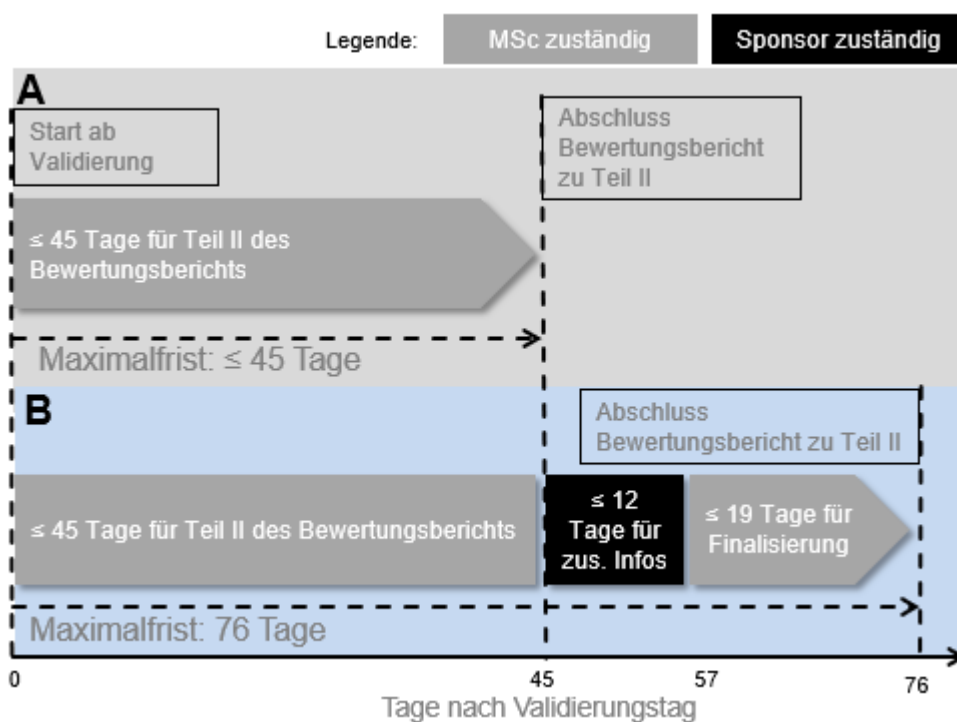 Legende:
MSc zuständig
Sponsor zuständig
A
Start ab
Validierung
Abschluss
Bewertungsbericht
zu Teil II
≤ 45 Tage für Teil II des
Bewertungsberichts
Maximalfrist: ≤ 45 Tage
B
Abschluss
Bewertungsbericht zu Teil II
≤ 45 Tage für Teil II des Bewertungsberichts
≤ 12
Tage für
zus. Infos
≤ 19 Tage für
Finalisierung
Maximalfrist: 76 Tage
0
45
57
76
Tage nach Validierungstag